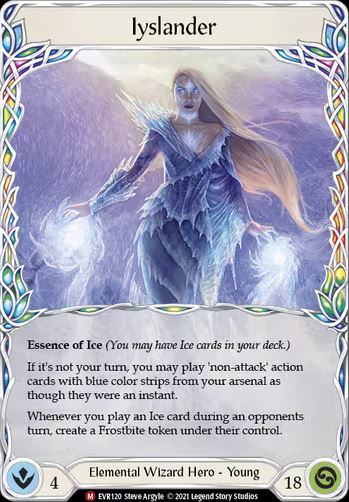 Iyslander
Essence of Ice (You may have Ice cards in your deck.)
If it's not your turn, you may play 'non-attack' action
cards with blue color strips from your arsenal as
though they were an instant.
Whenever you play an Ice card during an opponents
turn, create a Frostbite token under their control.
4
Elemental Wizard Hero - Young
18
M EVR120 Steve Argyle © 2021 Legend Story Studios